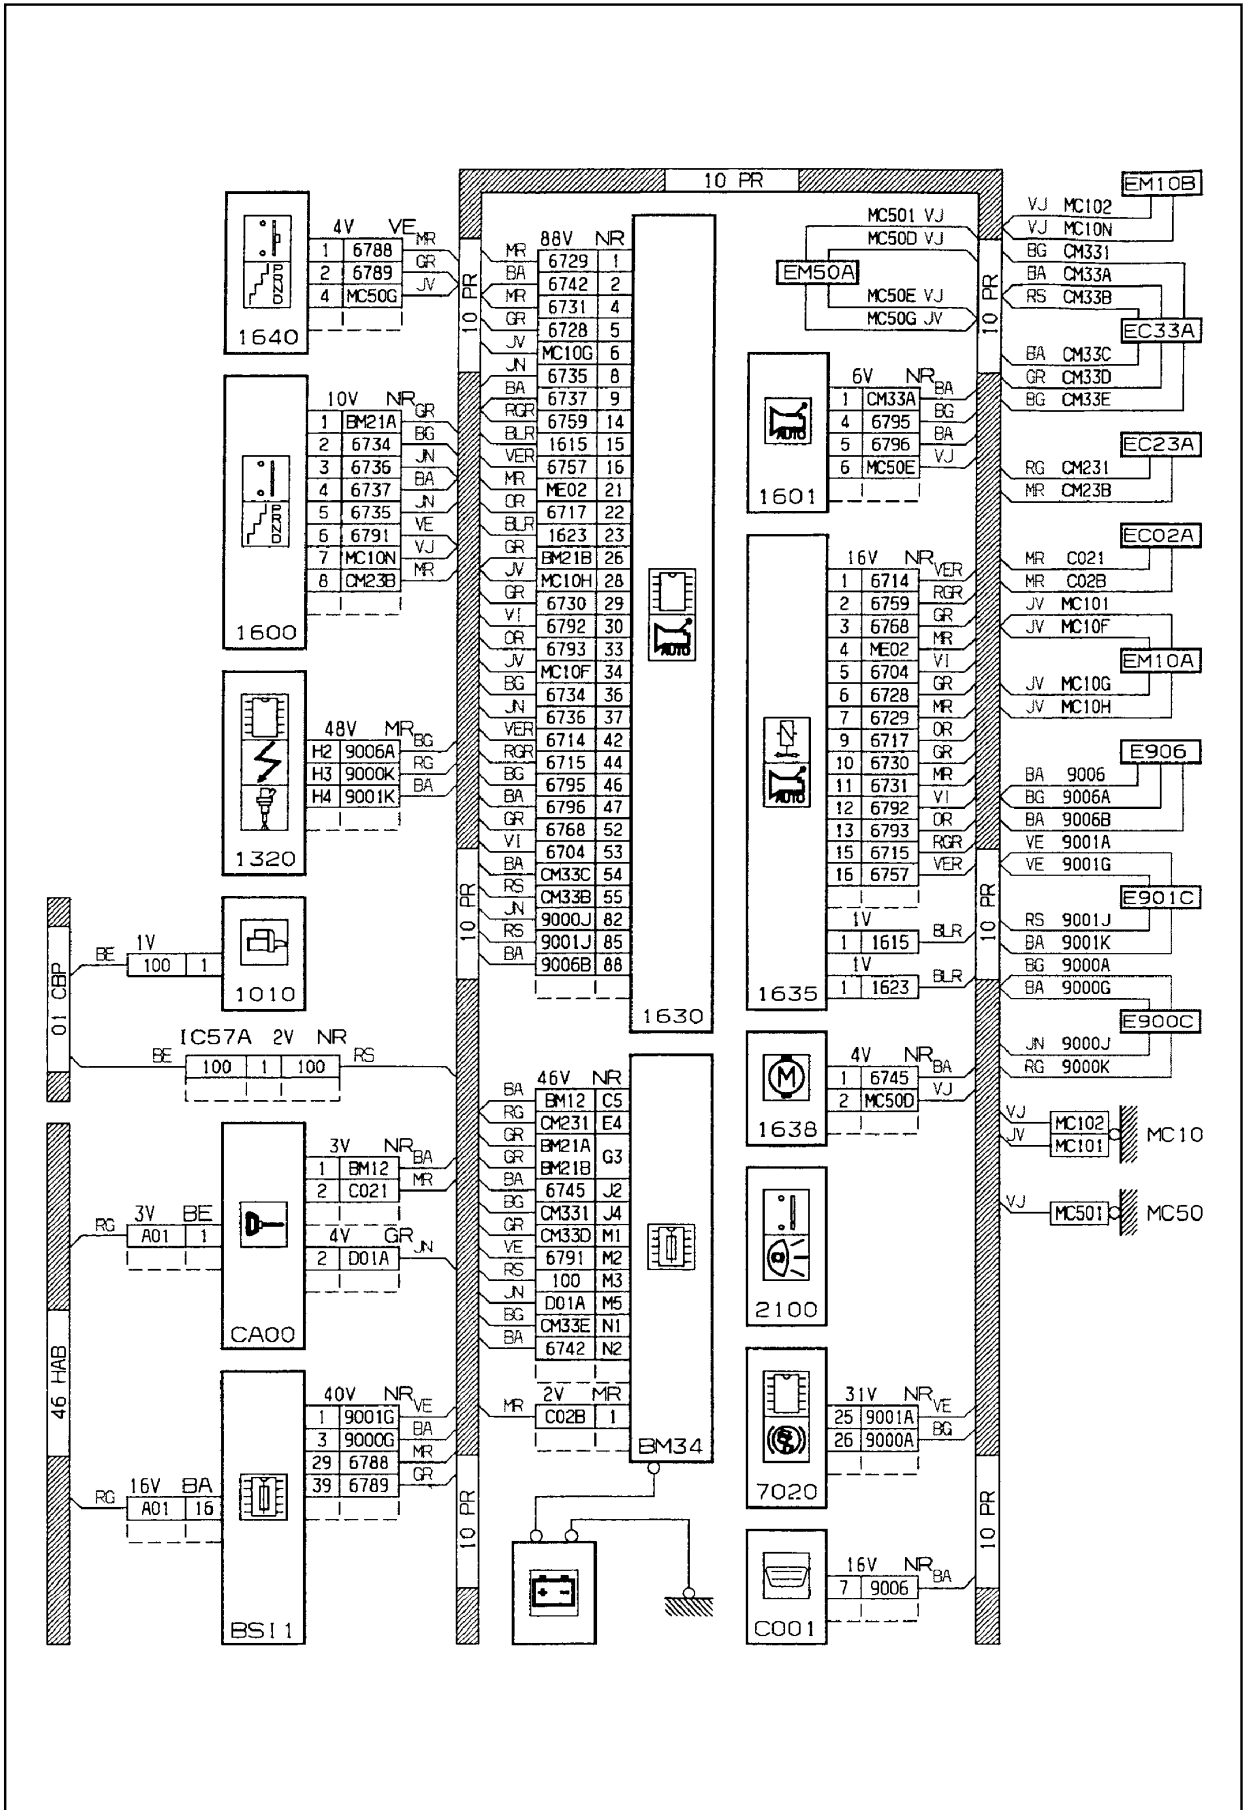 10 PR
4V VE
1 6788 MR
2 6789 GR
4 MC50G JV
PRND
1640
10V NR
1 BM21A GR
2 6734 BG
3 6736 JN
4 6737 BA
5 6735 JN
6 6791 VE
7 MC10N VJ
8 CM23B MR
PRND
1600
48V MR
H2 9006A BG
H3 9000K RG
H4 9001K BA
1320
BE 1V
100 1
1010
01 CBP
IC57A 2V NR
BE 100 1 100 RS
3V NR
1 BM12 BA
2 C021 MR
RG 3V BE
A01 1
4V GR
2 D01A JN
CA00
46 HAB
40V NR
1 9001G VE
3 9000G BA
29 6788 MR
39 6789 GR
RG 16V BA
A01 16
BSI1
10 PR
10 PR
10 PR
88V NR
MR 6729 1
BA 6742 2
MR 6731 4
GR 6728 5
JV MC10G 6
JN 6735 8
BA 6737 9
RGR 6759 14
BLR 1615 15
VER 6757 16
MR ME02 21
OR 6717 22
BLR 1623 23
GR BM21B 26
JV MC10H 28
GR 6730 29
VI 6792 30
OR 6793 33
JV MC10F 34
BG 6734 36
JN 6736 37
VER 6714 42
RGR 6715 44
BG 6795 46
BA 6796 47
GR 6768 52
VI 6704 53
BA CM33C 54
RS CM33B 55
JN 9000J 82
RS 9001J 85
BA 9006B 88
AUTO
1630
46V NR
BA BM12 C5
RG CM231 E4
GR BM21A G3
GR BM21B
BA 6745 J2
BG CM331 J4
GR CM33D M1
VE 6791 M2
RS 100 M3
JN D01A M5
BG CM33E N1
BA 6742 N2
2V MR
MR C02B 1
BM34
+ -
MC501 VJ
MC50D VJ
EM50A
MC50E VJ
MC50G JV
6V NR
1 CM33A BA
4 6795 BG
5 6796 BA
6 MC50E VJ
AUTO
1601
16V NR
1 6714 VER
2 6759 RGR
3 6768 GR
4 ME02 MR
5 6704 VI
6 6728 GR
7 6729 MR
9 6717 OR
10 6730 GR
11 6731 MR
12 6792 VI
13 6793 OR
15 6715 RGR
16 6757 VER
AUTO
1V
1 1615 BLR
1V
1 1623 BLR
1635
4V NR
1 6745 BA
2 MC50D VJ
M
1638
2100
31V NR
25 9001A VE
26 9000A BG
7020
16V NR
7 9006 BA
C001
10 PR
10 PR
10 PR
EM10B
VJ MC102
VJ MC10N
BG CM331
BA CM33A
RS CM33B
EC33A
BA CM33C
GR CM33D
BG CM33E
EC23A
RG CM231
MR CM23B
EC02A
MR C021
MR C02B
JV MC101
JV MC10F
EM10A
JV MC10G
JV MC10H
E906
BA 9006
BG 9006A
BA 9006B
VE 9001A
VE 9001G
E901C
RS 9001J
BA 9001K
BG 9000A
BA 9000G
E900C
JN 9000J
RG 9000K
VJ MC102
JV MC101
MC10
VJ MC501
MC50